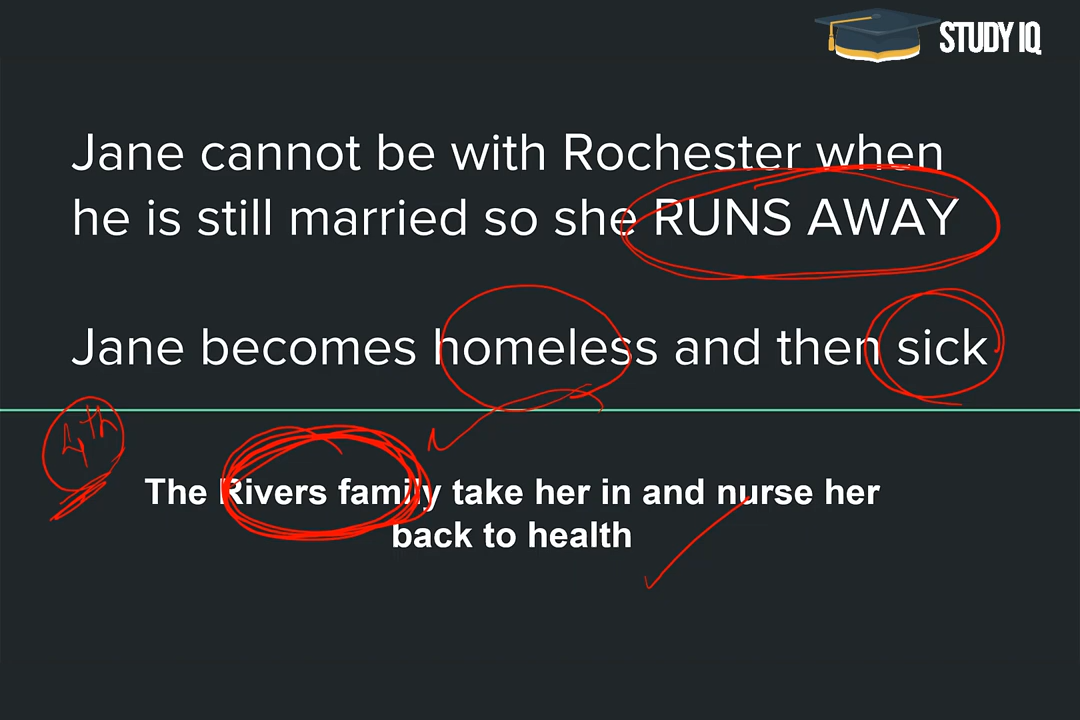 STUDY IQ
Jane cannot be with Rochester when
he is still married so she RUNS AWAY
Jane becomes homeless and then sick
4th
The Rivers family take her in and nurse her
back to health